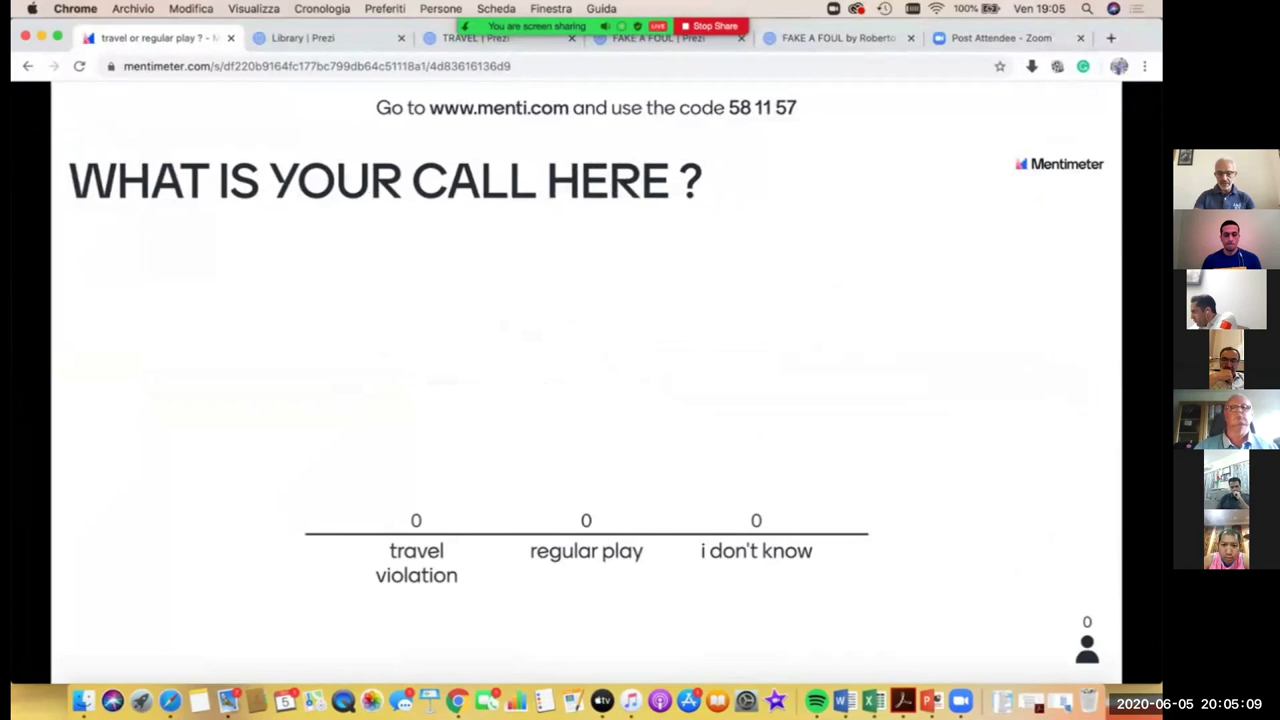 Chrome Archivio Modifica Visualizza Cronologia Preferiti Persone Scheda Finestra Guida 100% Ven 19:05
You are screen sharing LIVE Stop Share
travel or regular play ? - M Library | Prezi TRAVEL | Prezi FAKE A FOUL | Prezi FAKE A FOUL by Roberto Post Attendee - Zoom
mentimeter.com/s/df220b9164fc177bc799db64c51118a1/4d83616136d9
Go to www.menti.com and use the code 58 11 57
Mentimeter
WHAT IS YOUR CALL HERE ?
0 0 0
travel regular play i don't know
violation
0
2020-06-05 20:05:09